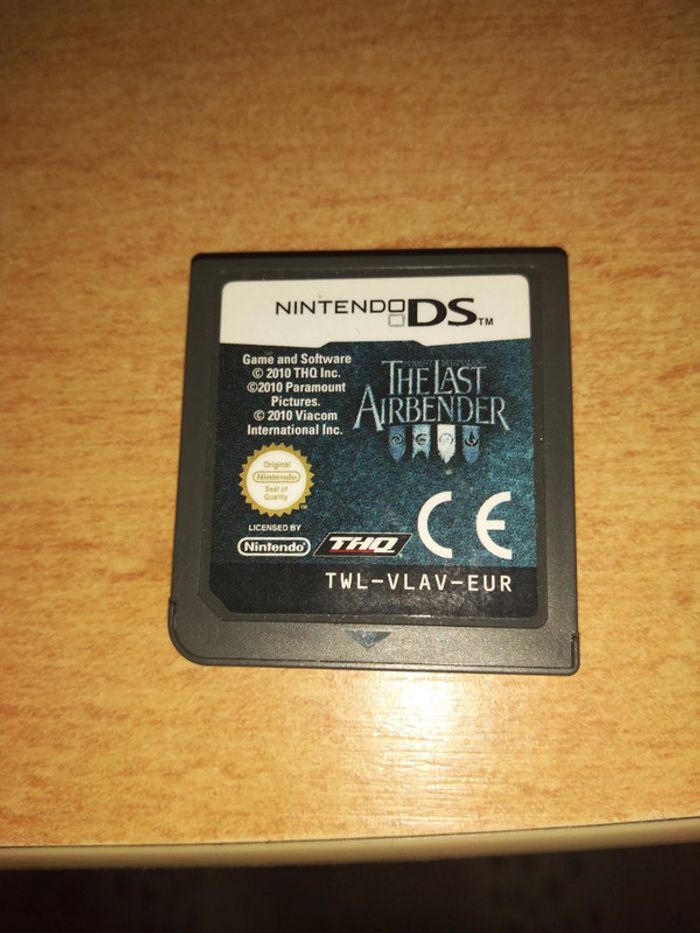 NINTENDO DS™
Game and Software
© 2010 THQ Inc.
©2010 Paramount
Pictures.
© 2010 Viacom
International Inc.
THE LAST
AIRBENDER
Original
Nintendo
Seal of
Quality
TM
LICENSED BY
Nintendo®
THQ
CE
TWL-VLAV-EUR